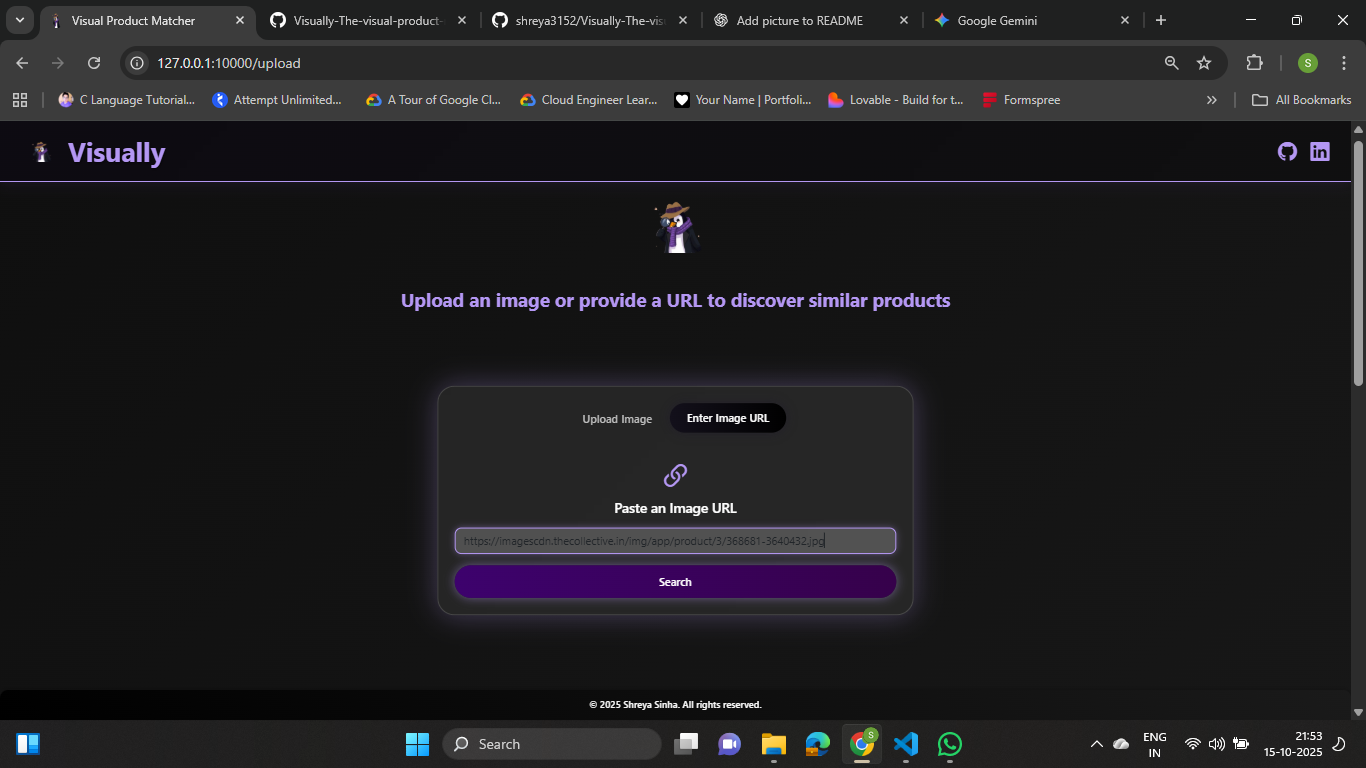 Visual Product Matcher
Visually-The-visual-product-
shreya3152/Visually-The-vis
Add picture to README
Google Gemini
127.0.0.1:10000/upload
S
C Language Tutorial...
Attempt Unlimited...
A Tour of Google Cl...
Cloud Engineer Lear...
Your Name | Portfoli...
Lovable - Build for t...
Formspree
»
All Bookmarks
Visually
in
Upload an image or provide a URL to discover similar products
Upload Image
Enter Image URL
Paste an Image URL
https://imagescdn.thecollective.in/img/app/product/3/368681-3640432.jpg
Search
© 2025 Shreya Sinha. All rights reserved.
Search
S
ENG
IN
21:53
15-10-2025